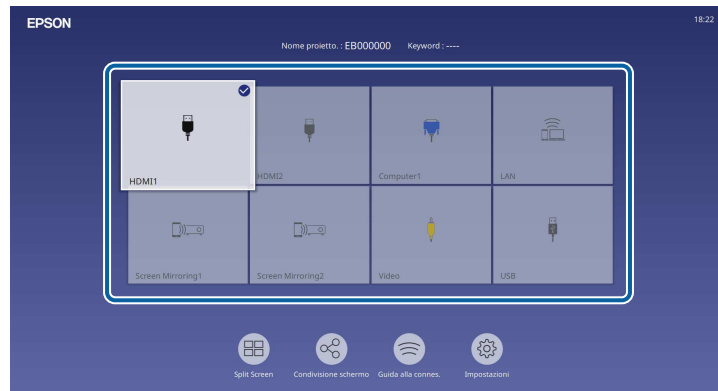 EPSON
18:22
Nome proietto. : EB000000 Keyword : ----
HDMI1
HDMI2
Computer1
LAN
Screen Mirroring1
Screen Mirroring2
Video
USB
Split Screen
Condivisione schermo
Guida alla connes.
Impostazioni